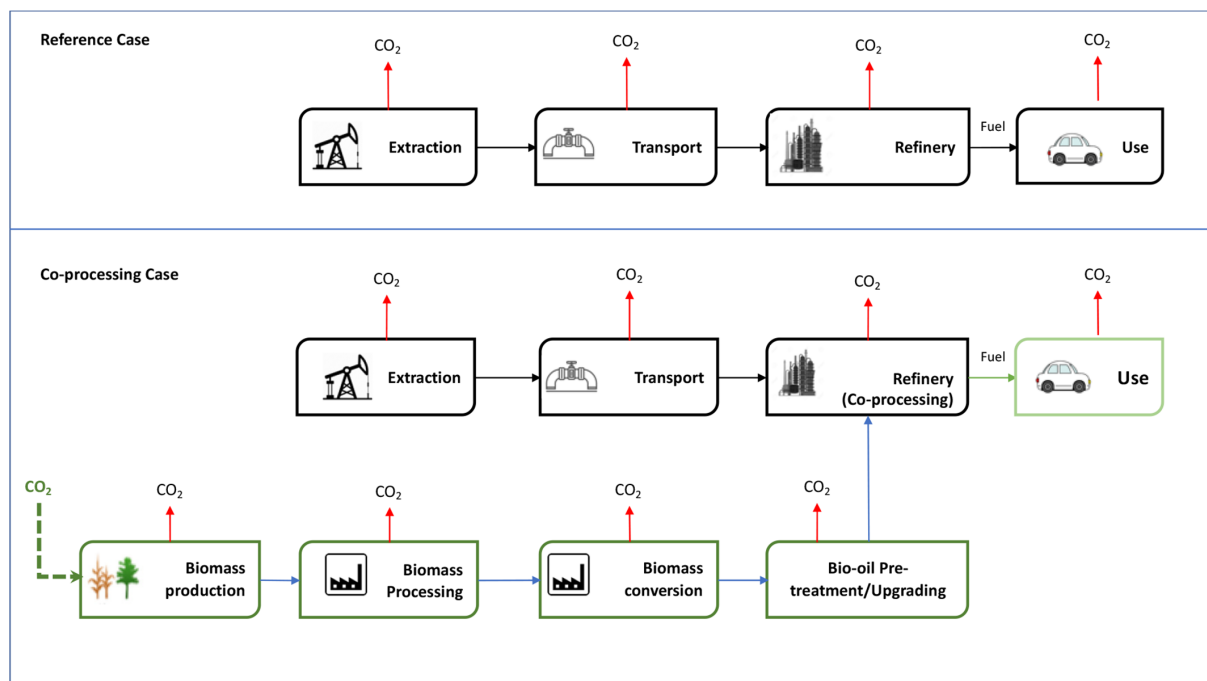 Reference Case
CO₂
CO₂
CO₂
CO₂
Extraction
Transport
Refinery
Fuel
Use
Co-processing Case
CO₂
CO₂
CO₂
CO₂
Extraction
Transport
Refinery
(Co-processing)
Fuel
Use
CO₂
CO₂
CO₂
CO₂
CO₂
Biomass
production
Biomass
Processing
Biomass
conversion
Bio-oil Pre-
treatment/Upgrading